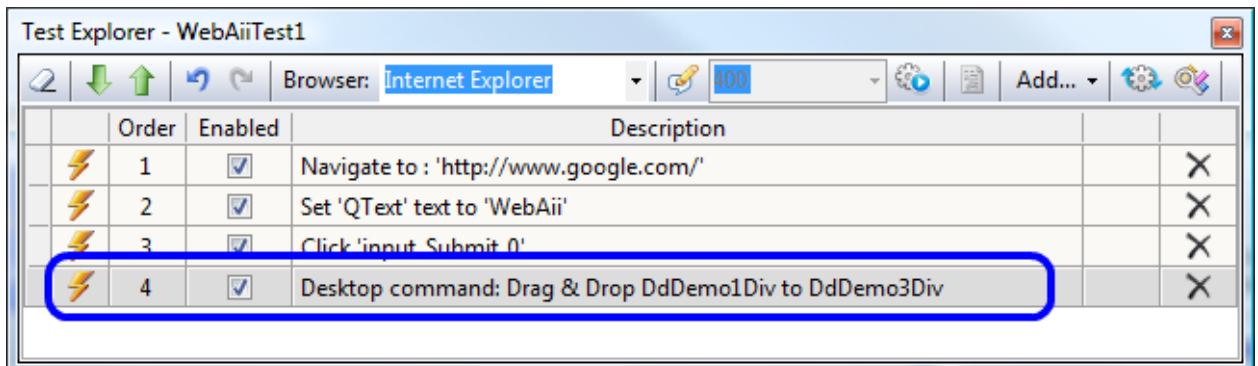 Test Explorer - WebAiiTest1
Browser: Internet Explorer 400 Add...
Order Enabled Description
1 Navigate to : 'http://www.google.com/'
2 Set 'QText' text to 'WebAii'
3 Click 'input_Submit_0'
4 Desktop command: Drag & Drop DdDemo1Div to DdDemo3Div